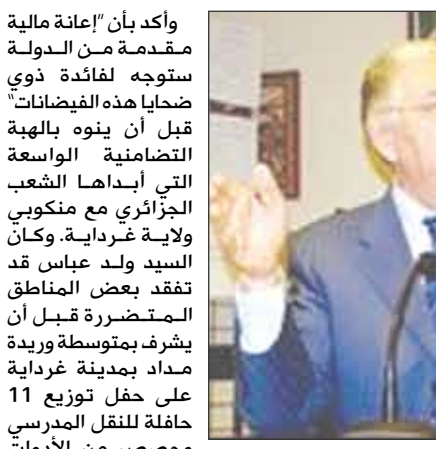 وأكد بأن "إعانة مالية
مقدمة من الدولة
ستوجه لفائدة ذوي
ضحايا هذه الفيضانات"
قبل أن ينوه بالهبة
التضامنية الواسعة
التي أبداها الشعب
الجزائري مع منكوبي
ولاية غرداية. وكان
السيد ولد عباس قد
تفقد بعض المناطق
المتضررة قبل أن
يشرف بمتوسطة وريدة
مداد بمدينة غرداية
على حفل توزيع 11
حافلة للنقل المدرسي